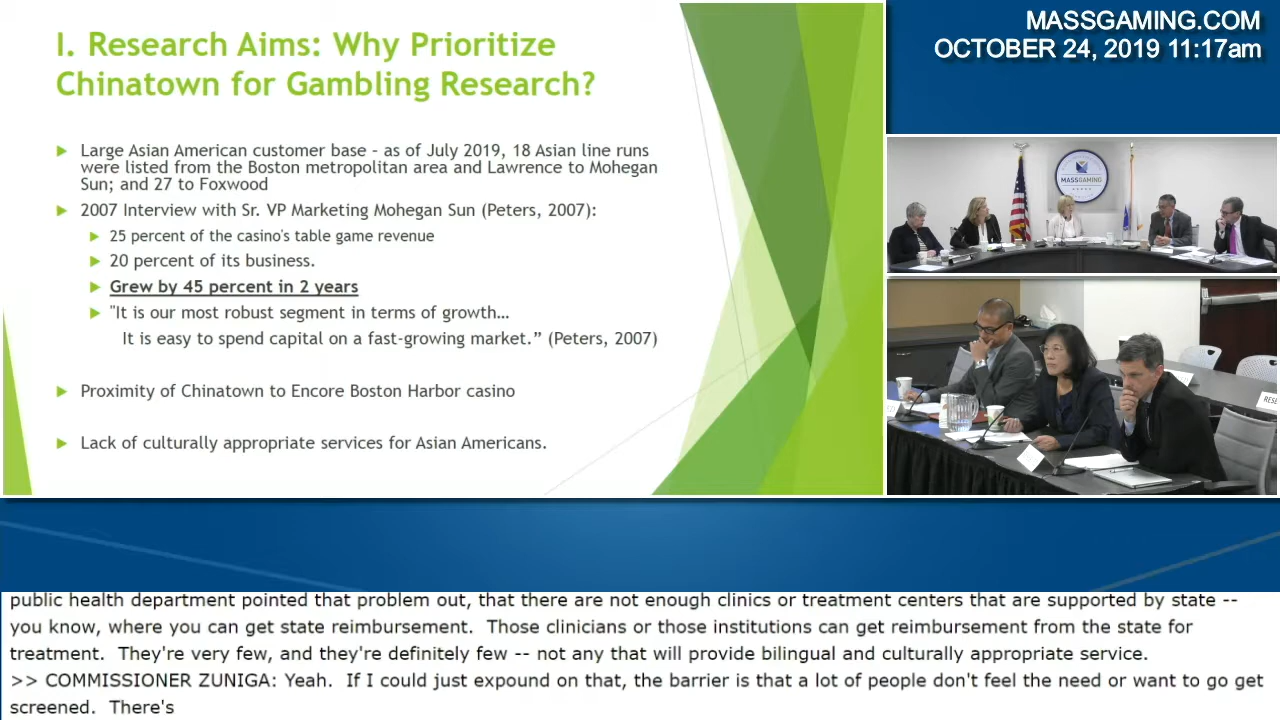 I. Research Aims: Why Prioritize
Chinatown for Gambling Research?
Large Asian American customer base – as of July 2019, 18 Asian line runs
were listed from the Boston metropolitan area and Lawrence to Mohegan
Sun; and 27 to Foxwood
2007 Interview with Sr. VP Marketing Mohegan Sun (Peters, 2007):
25 percent of the casino's table game revenue
20 percent of its business.
Grew by 45 percent in 2 years
"It is our most robust segment in terms of growth…
It is easy to spend capital on a fast-growing market.” (Peters, 2007)
Proximity of Chinatown to Encore Boston Harbor casino
Lack of culturally appropriate services for Asian Americans.
MASSGAMING.COM
OCTOBER 24, 2019 11:17am
MASSGAMING
public health department pointed that problem out, that there are not enough clinics or treatment centers that are supported by state --
you know, where you can get state reimbursement.  Those clinicians or those institutions can get reimbursement from the state for
treatment.  They're very few, and they're definitely few -- not any that will provide bilingual and culturally appropriate service.
>> COMMISSIONER ZUNIGA: Yeah.  If I could just expound on that, the barrier is that a lot of people don't feel the need or want to go get
screened.  There's